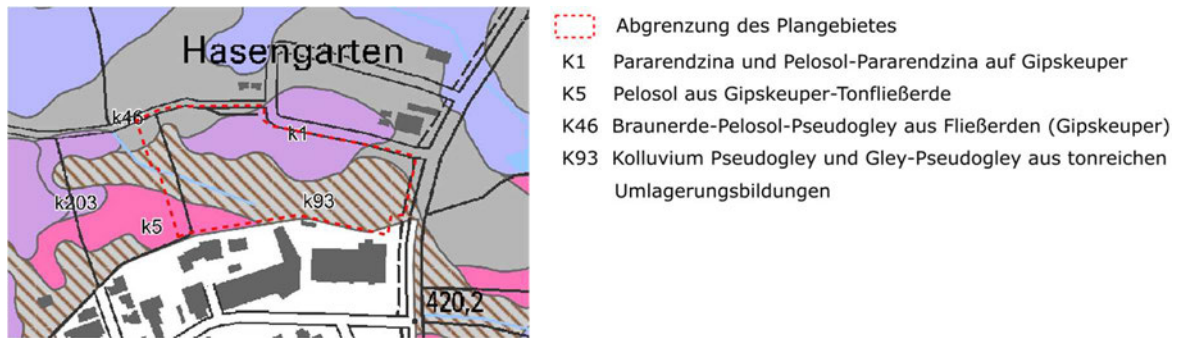 Hasengarten
k46
k1
k203
k93
k5
420,2
Abgrenzung des Plangebietes
K1 Pararendzina und Pelosol-Pararendzina auf Gipskeuper
K5 Pelosol aus Gipskeuper-Tonfließerde
K46 Braunerde-Pelosol-Pseudogley aus Fließerden (Gipskeuper)
K93 Kolluvium Pseudogley und Gley-Pseudogley aus tonreichen
Umlagerungsbildungen